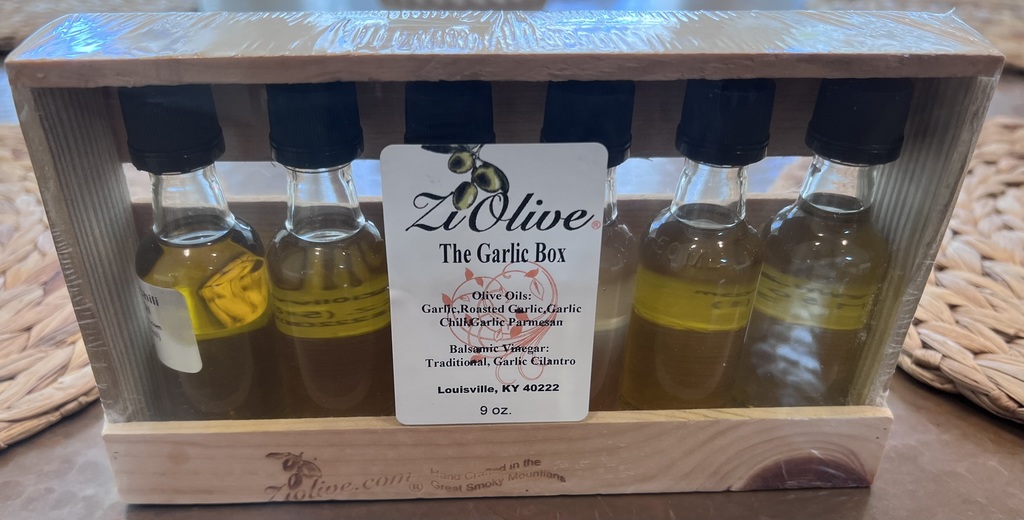 ZiOlive®
The Garlic Box
Olive Oils:
Garlic,Roasted Garlic,Garlic
Chili,Garlic Parmesan
Balsamic Vinegar:
Traditional, Garlic Cilantro
Louisville, KY 40222
9 oz.
Ziolive.com ®
Hand Crafted in the
Great Smoky Mountians